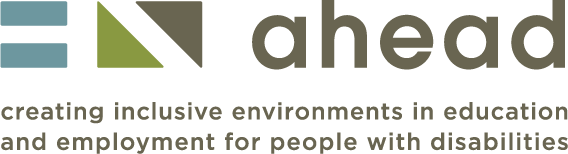 ahead
creating inclusive environments in education
and employment for people with disabilities